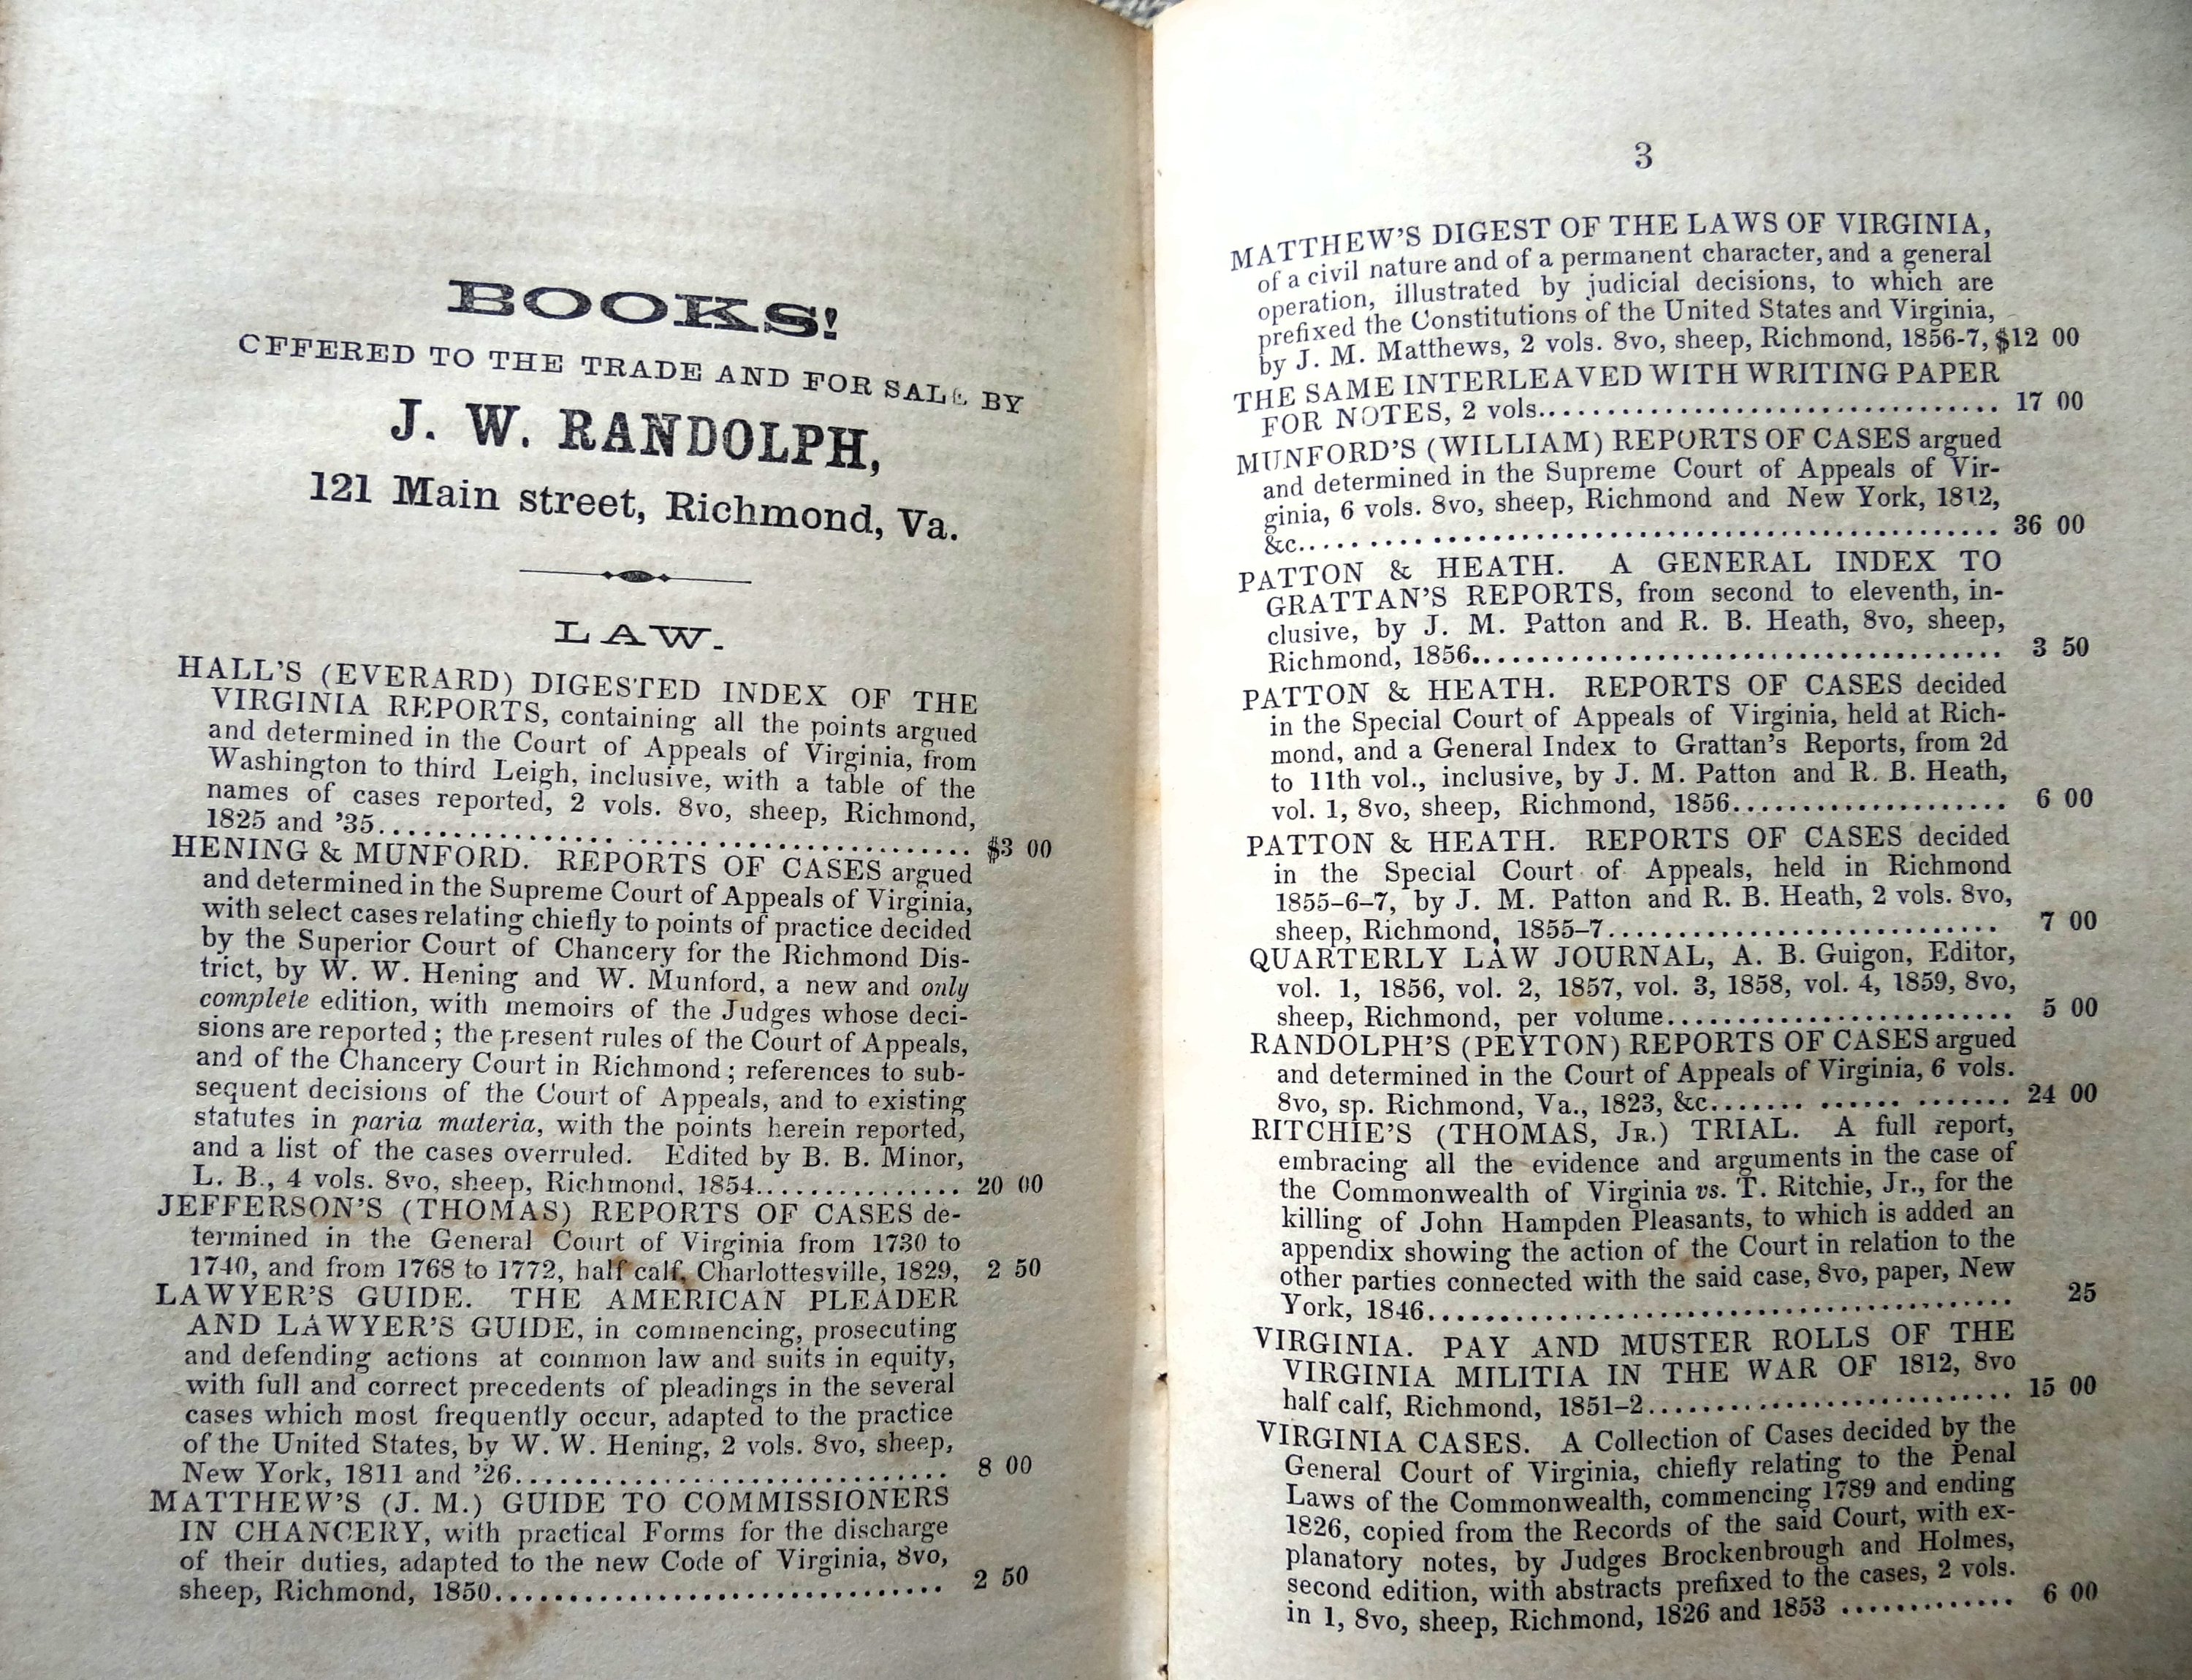 BOOKS!
OFFERED TO THE TRADE AND FOR SALE BY
J. W. RANDOLPH,
121 Main street, Richmond, Va.
LAW.
HALL'S (EVERARD) DIGESTED INDEX OF THE
VIRGINIA REPORTS, containing all the points argued
and determined in the Court of Appeals of Virginia, from
Washington to third Leigh, inclusive, with a table of the
names of cases reported, 2 vols. 8vo, sheep, Richmond,
1825 and '35.................................................. $3 00
HENING & MUNFORD. REPORTS OF CASES argued
and determined in the Supreme Court of Appeals of Virginia,
with select cases relating chiefly to points of practice decided
by the Superior Court of Chancery for the Richmond Dis-
trict, by W. W. Hening and W. Munford, a new and only
complete edition, with memoirs of the Judges whose deci-
sions are reported; the present rules of the Court of Appeals,
and of the Chancery Court in Richmond; references to sub-
sequent decisions of the Court of Appeals, and to existing
statutes in paria materia, with the points herein reported,
and a list of the cases overruled. Edited by B. B. Minor,
L. B., 4 vols. 8vo, sheep, Richmond, 1854................ 20 00
JEFFERSON'S (THOMAS) REPORTS OF CASES de-
termined in the General Court of Virginia from 1730 to
1740, and from 1768 to 1772, half calf, Charlottesville, 1829, 2 50
LAWYER'S GUIDE. THE AMERICAN PLEADER
AND LAWYER'S GUIDE, in commencing, prosecuting
and defending actions at common law and suits in equity,
with full and correct precedents of pleadings in the several
cases which most frequently occur, adapted to the practice
of the United States, by W. W. Hening, 2 vols. 8vo, sheep,
New York, 1811 and '26.................................... 8 00
MATTHEW'S (J. M.) GUIDE TO COMMISSIONERS
IN CHANCERY, with practical Forms for the discharge
of their duties, adapted to the new Code of Virginia, 8vo,
sheep, Richmond, 1850...................................... 2 50
3
MATTHEW'S DIGEST OF THE LAWS OF VIRGINIA,
of a civil nature and of a permanent character, and a general
operation, illustrated by judicial decisions, to which are
prefixed the Constitutions of the United States and Virginia,
by J. M. Matthews, 2 vols. 8vo, sheep, Richmond, 1856-7, $12 00
THE SAME INTERLEAVED WITH WRITING PAPER
FOR NOTES, 2 vols....................................... 17 00
MUNFORD'S (WILLIAM) REPORTS OF CASES argued
and determined in the Supreme Court of Appeals of Vir-
ginia, 6 vols. 8vo, sheep, Richmond and New York, 1812,
&c............................................................ 36 00
PATTON & HEATH. A GENERAL INDEX TO
GRATTAN'S REPORTS, from second to eleventh, in-
clusive, by J. M. Patton and R. B. Heath, 8vo, sheep,
Richmond, 1856............................................. 3 50
PATTON & HEATH. REPORTS OF CASES decided
in the Special Court of Appeals of Virginia, held at Rich-
mond, and a General Index to Grattan's Reports, from 2d
to 11th vol., inclusive, by J. M. Patton and R. B. Heath,
vol. 1, 8vo, sheep, Richmond, 1856..................... 6 00
PATTON & HEATH. REPORTS OF CASES decided
in the Special Court of Appeals, held in Richmond
1855-6-7, by J. M. Patton and R. B. Heath, 2 vols. 8vo,
sheep, Richmond, 1855-7............................... 7 00
QUARTERLY LAW JOURNAL, A. B. Guigon, Editor,
vol. 1, 1856, vol. 2, 1857, vol. 3, 1858, vol. 4, 1859, 8vo,
sheep, Richmond, per volume........................... 5 00
RANDOLPH'S (PEYTON) REPORTS OF CASES argued
and determined in the Court of Appeals of Virginia, 6 vols.
8vo, sp. Richmond, Va., 1823, &c....... ...... ....... 24 00
RITCHIE'S (THOMAS, JR.) TRIAL. A full report,
embracing all the evidence and arguments in the case of
the Commonwealth of Virginia vs. T. Ritchie, Jr., for the
killing of John Hampden Pleasants, to which is added an
appendix showing the action of the Court in relation to the
other parties connected with the said case, 8vo, paper, New
York, 1846.................................................. 25
VIRGINIA. PAY AND MUSTER ROLLS OF THE
VIRGINIA MILITIA IN THE WAR OF 1812, 8vo
half calf, Richmond, 1851-2............................. 15 00
VIRGINIA CASES. A Collection of Cases decided by the
General Court of Virginia, chiefly relating to the Penal
Laws of the Commonwealth, commencing 1789 and ending
1826, copied from the Records of the said Court, with ex-
planatory notes, by Judges Brockenbrough and Holmes,
second edition, with abstracts prefixed to the cases, 2 vols.
in 1, 8vo, sheep, Richmond, 1826 and 1853 ............. 6 00